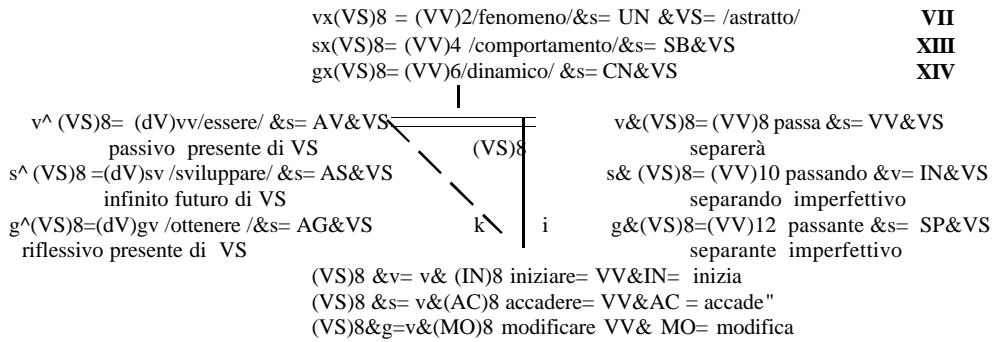 vx(VS)8 = (VV)2/fenomeno/&s= UN &VS= /astratto/ VII
sx(VS)8= (VV)4 /comportamento/&s= SB&VS XIII
gx(VS)8= (VV)6/dinamico/ &s= CN&VS XIV
v^ (VS)8= (dV)vv/essere/ &s= AV&VS v&(VS)8= (VV)8 passa &s= VV&VS
passivo presente di VS (VS)8 separerà
s^ (VS)8 =(dV)sv /sviluppare/ &s= AS&VS s& (VS)8= (VV)10 passando &v= IN&VS
infinito futuro di VS separando imperfettivo
g^(VS)8=(dV)gv /ottenere /&s= AG&VS k i g&(VS)8=(VV)12 passante &s= SP&VS
riflessivo presente di VS separante imperfettivo
(VS)8 &v= v& (IN)8 iniziare= VV&IN= inizia
(VS)8 &s= v&(AC)8 accadere= VV&AC = accade"
(VS)8&g=v&(MO)8 modificare VV& MO= modifica